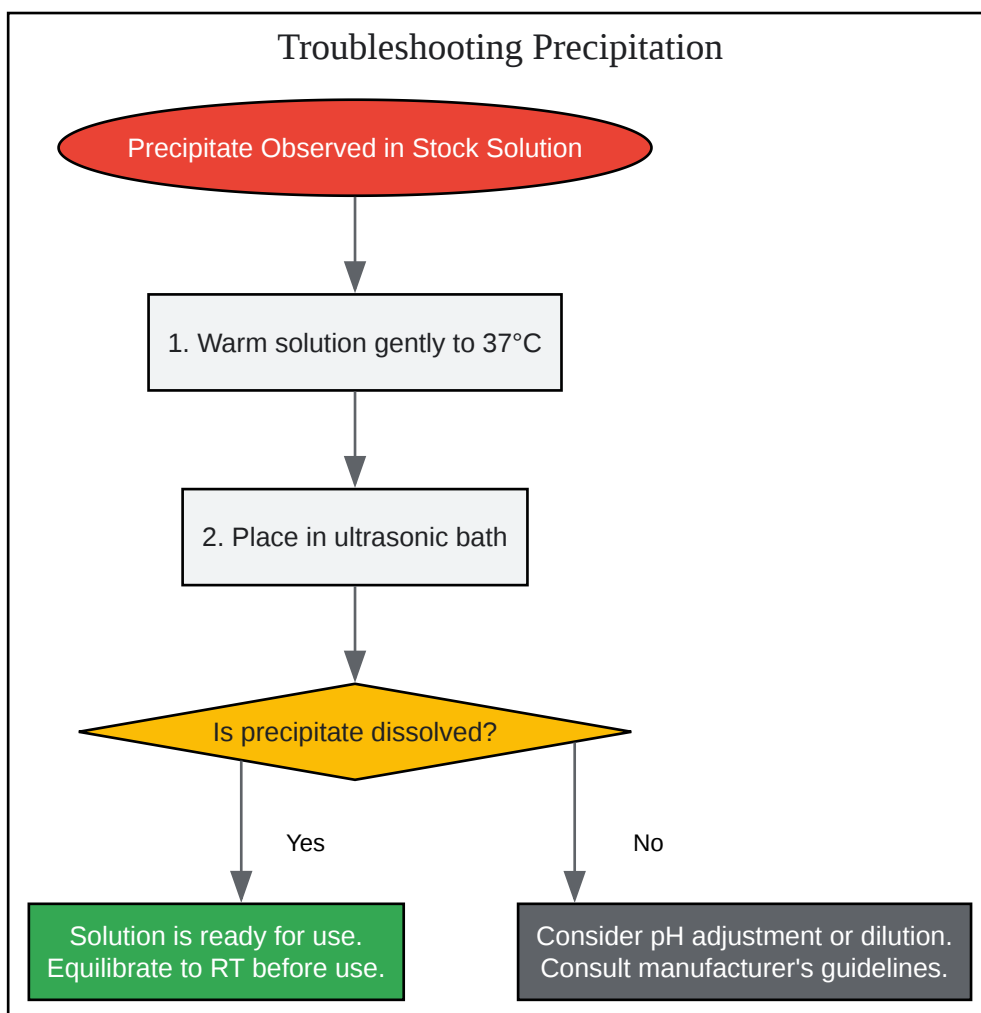 Troubleshooting Precipitation
Precipitate Observed in Stock Solution
1. Warm solution gently to 37°C
2. Place in ultrasonic bath
Is precipitate dissolved?
Yes
No
Solution is ready for use.
Equilibrate to RT before use.
Consider pH adjustment or dilution.
Consult manufacturer's guidelines.